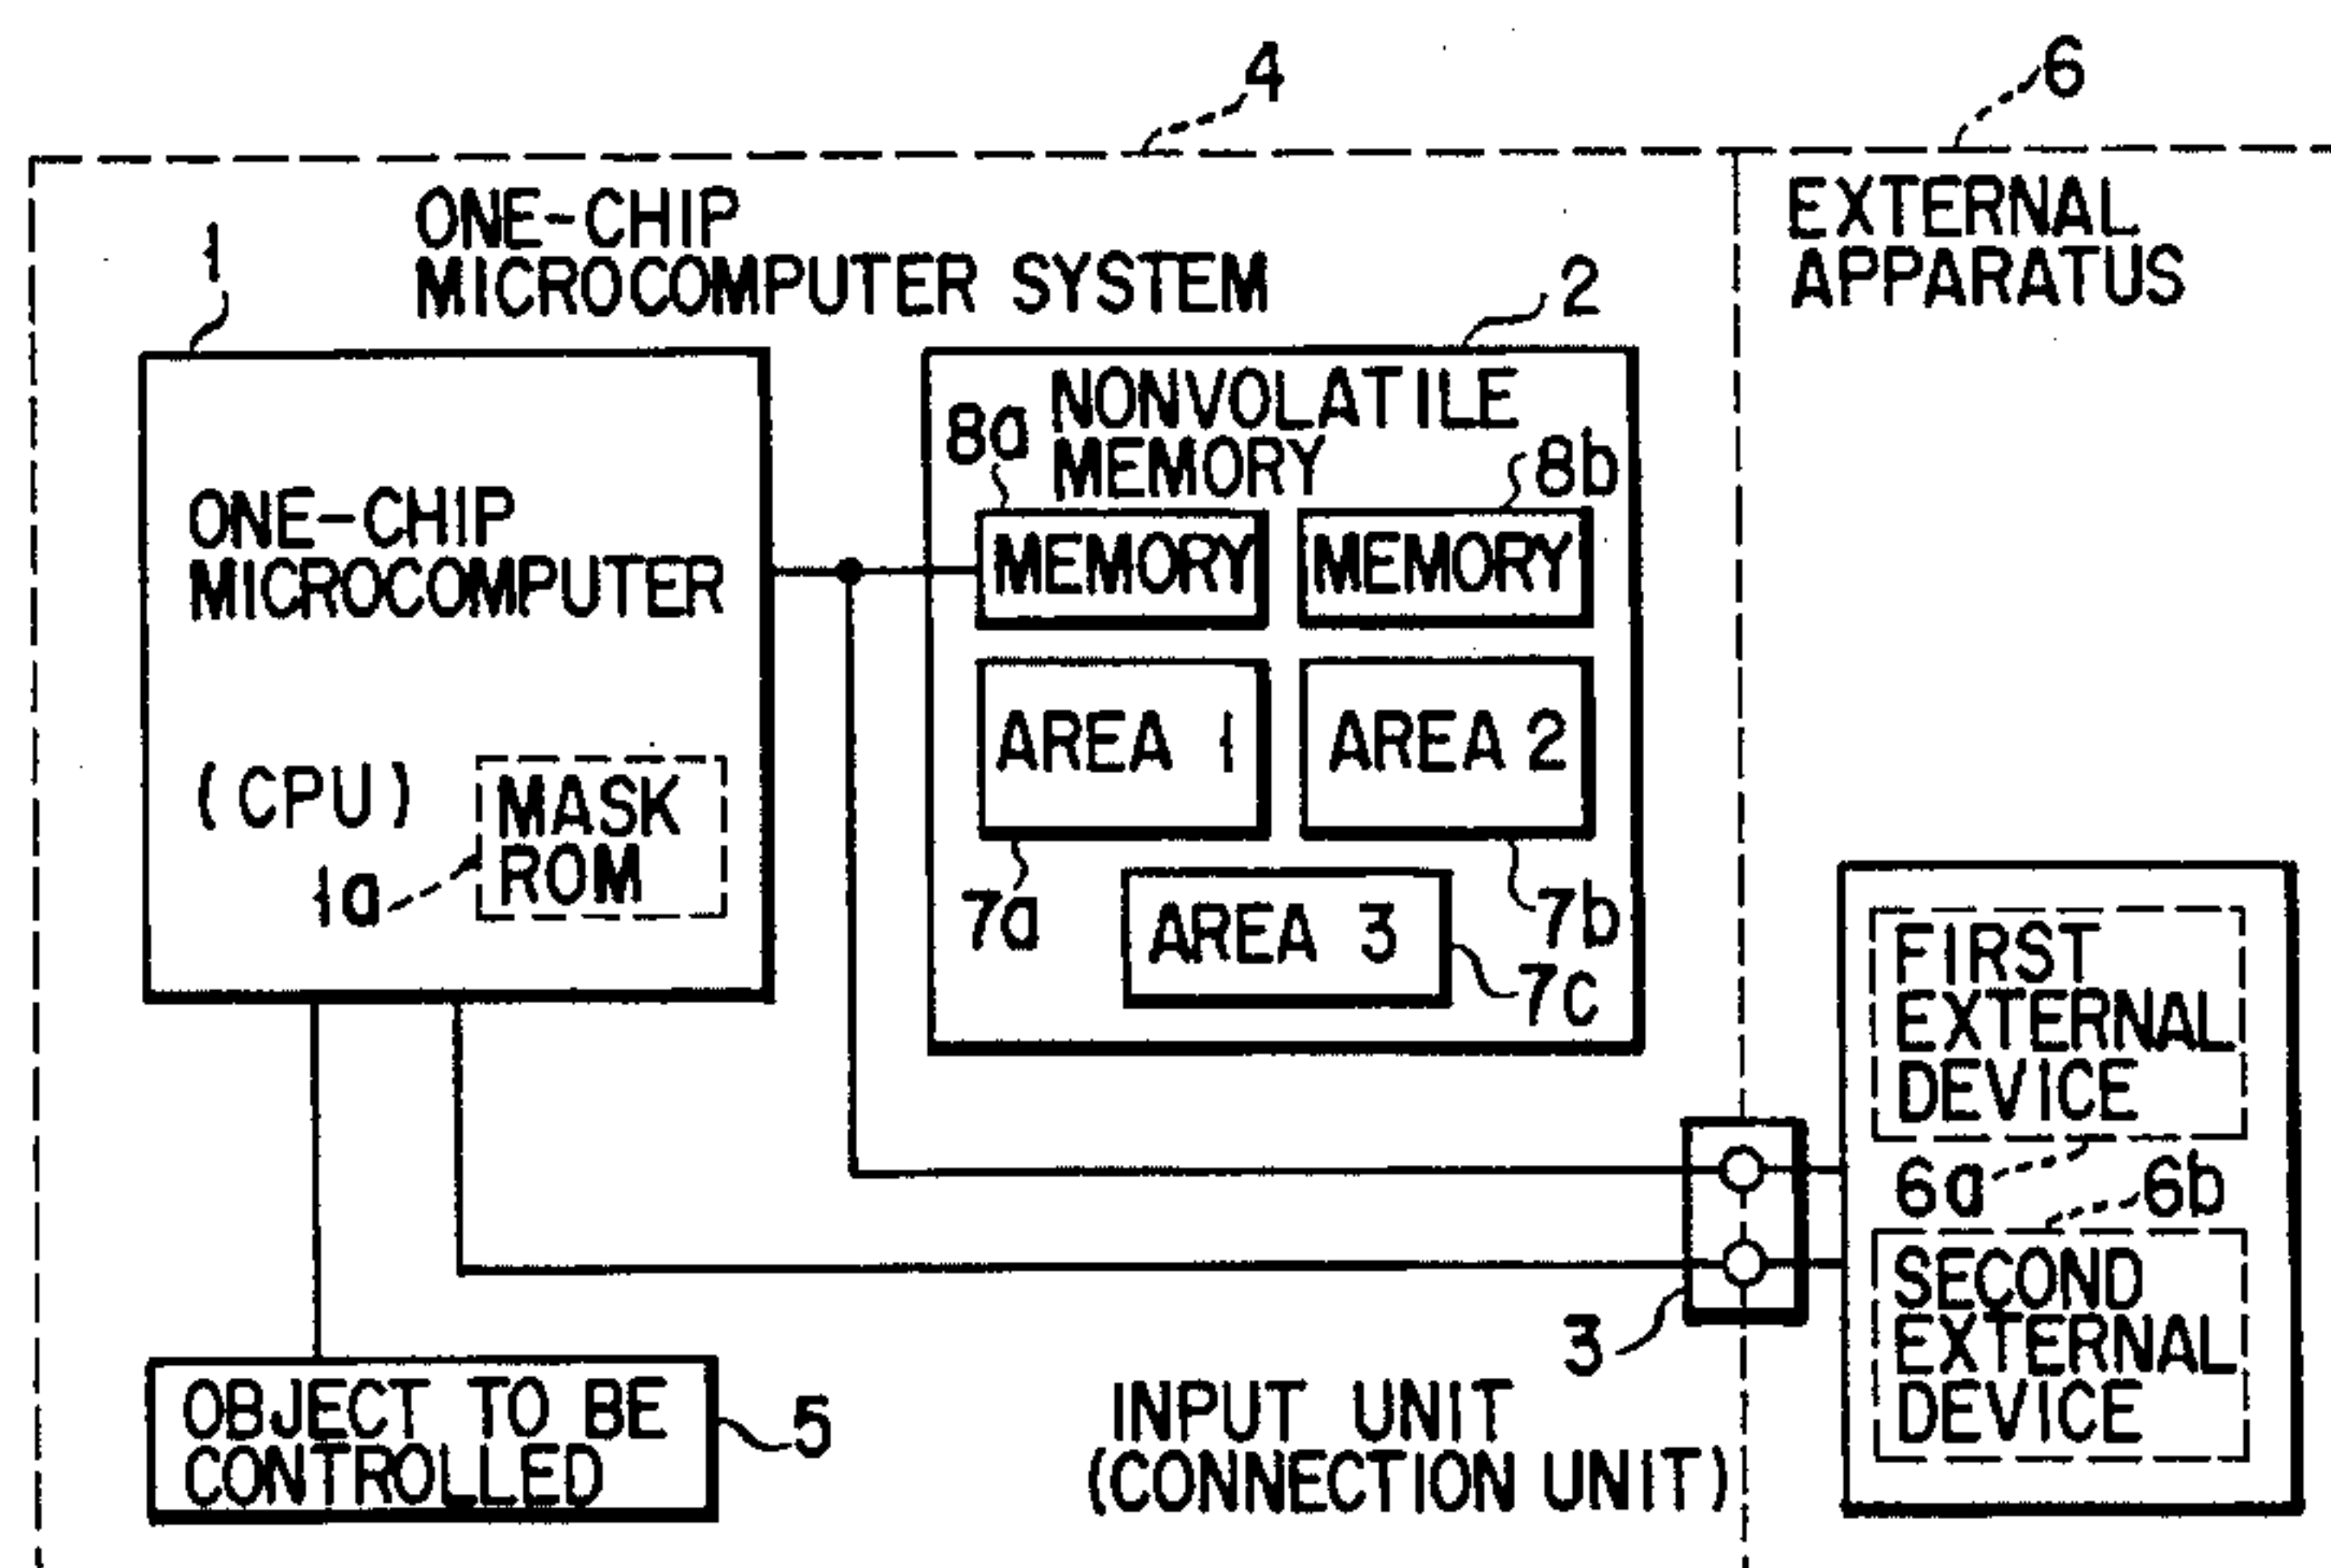 4
6
ONE-CHIP
MICROCOMPUTER SYSTEM
EXTERNAL
APPARATUS
1
2
ONE-CHIP
MICROCOMPUTER
(CPU)
MASK
ROM
1a
NONVOLATILE
MEMORY
8a
8b
MEMORY
MEMORY
AREA 1
AREA 2
7a
7b
AREA 3
7c
FIRST
EXTERNAL
DEVICE
6a
6b
SECOND
EXTERNAL
DEVICE
3
INPUT UNIT
(CONNECTION UNIT)
OBJECT TO BE
CONTROLLED
5